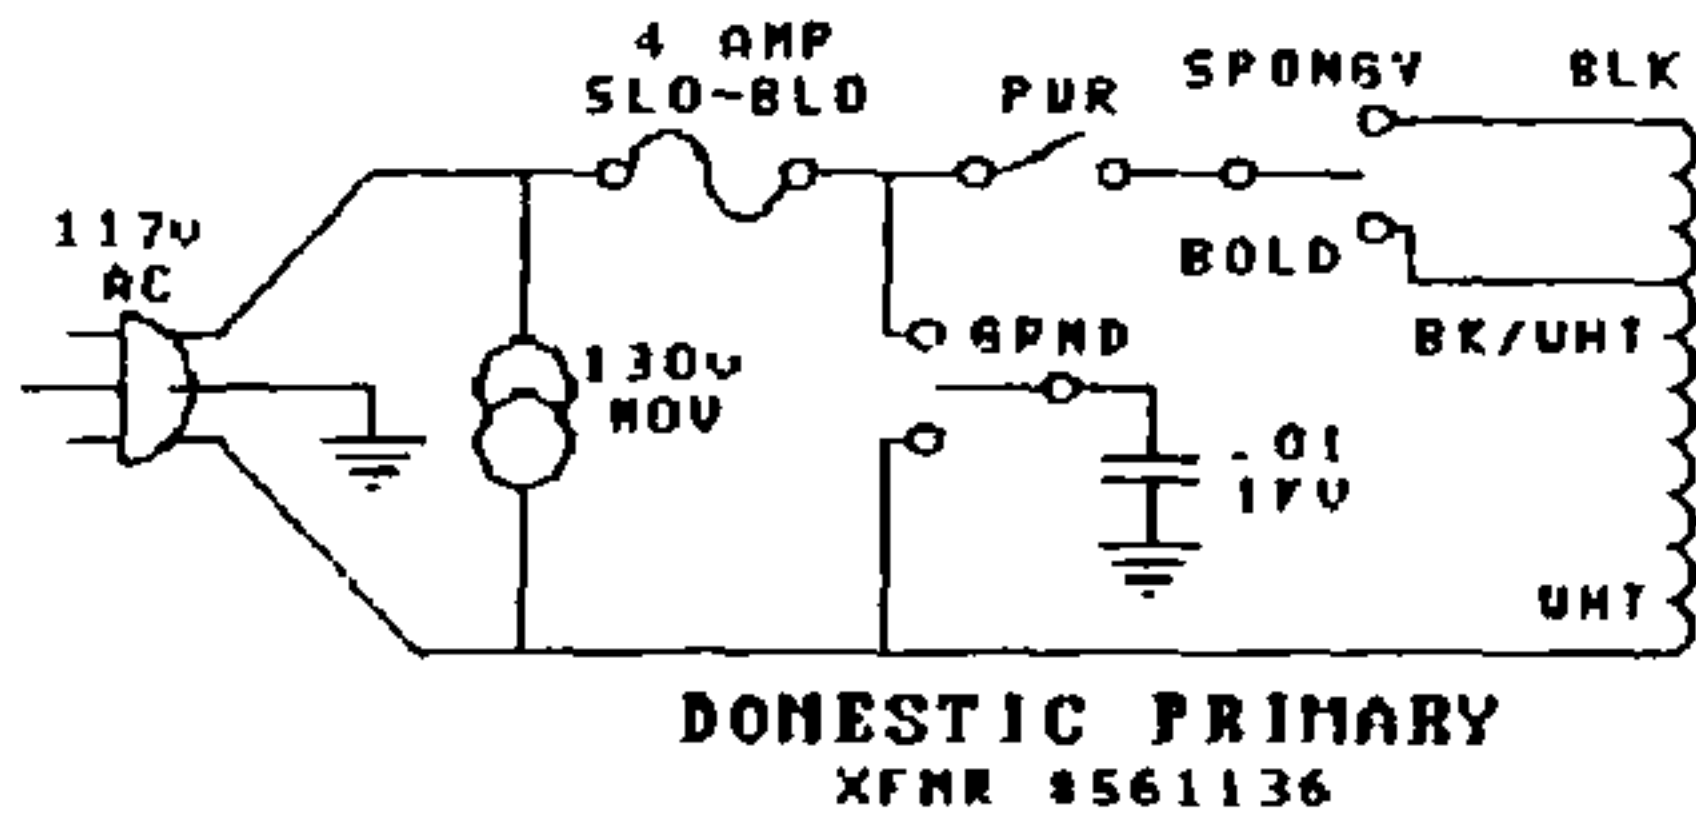 4 AMP
SLO-BLO
PWR
SPONGY
BLK
117v
AC
BOLD
GRND
BK/WHT
130v
MOV
.01
1KV
WHT
DOMESTIC PRIMARY
XFMR #561136